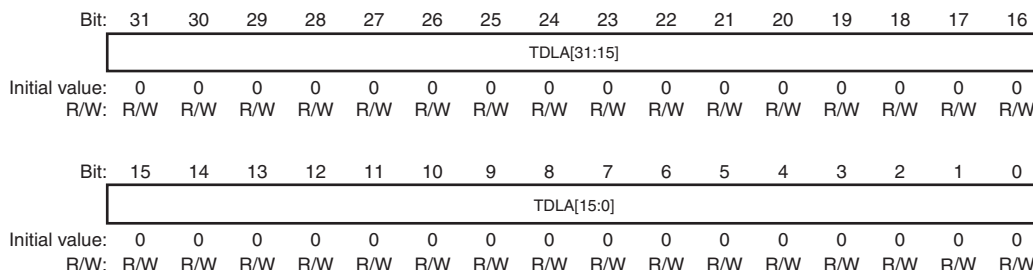 Bit: 31 30 29 28 27 26 25 24 23 22 21 20 19 18 17 16
TDLA[31:15]
Initial value: 0 0 0 0 0 0 0 0 0 0 0 0 0 0 0 0
R/W: R/W R/W R/W R/W R/W R/W R/W R/W R/W R/W R/W R/W R/W R/W R/W R/W
Bit: 15 14 13 12 11 10 9 8 7 6 5 4 3 2 1 0
TDLA[15:0]
Initial value: 0 0 0 0 0 0 0 0 0 0 0 0 0 0 0 0
R/W: R/W R/W R/W R/W R/W R/W R/W R/W R/W R/W R/W R/W R/W R/W R/W R/W